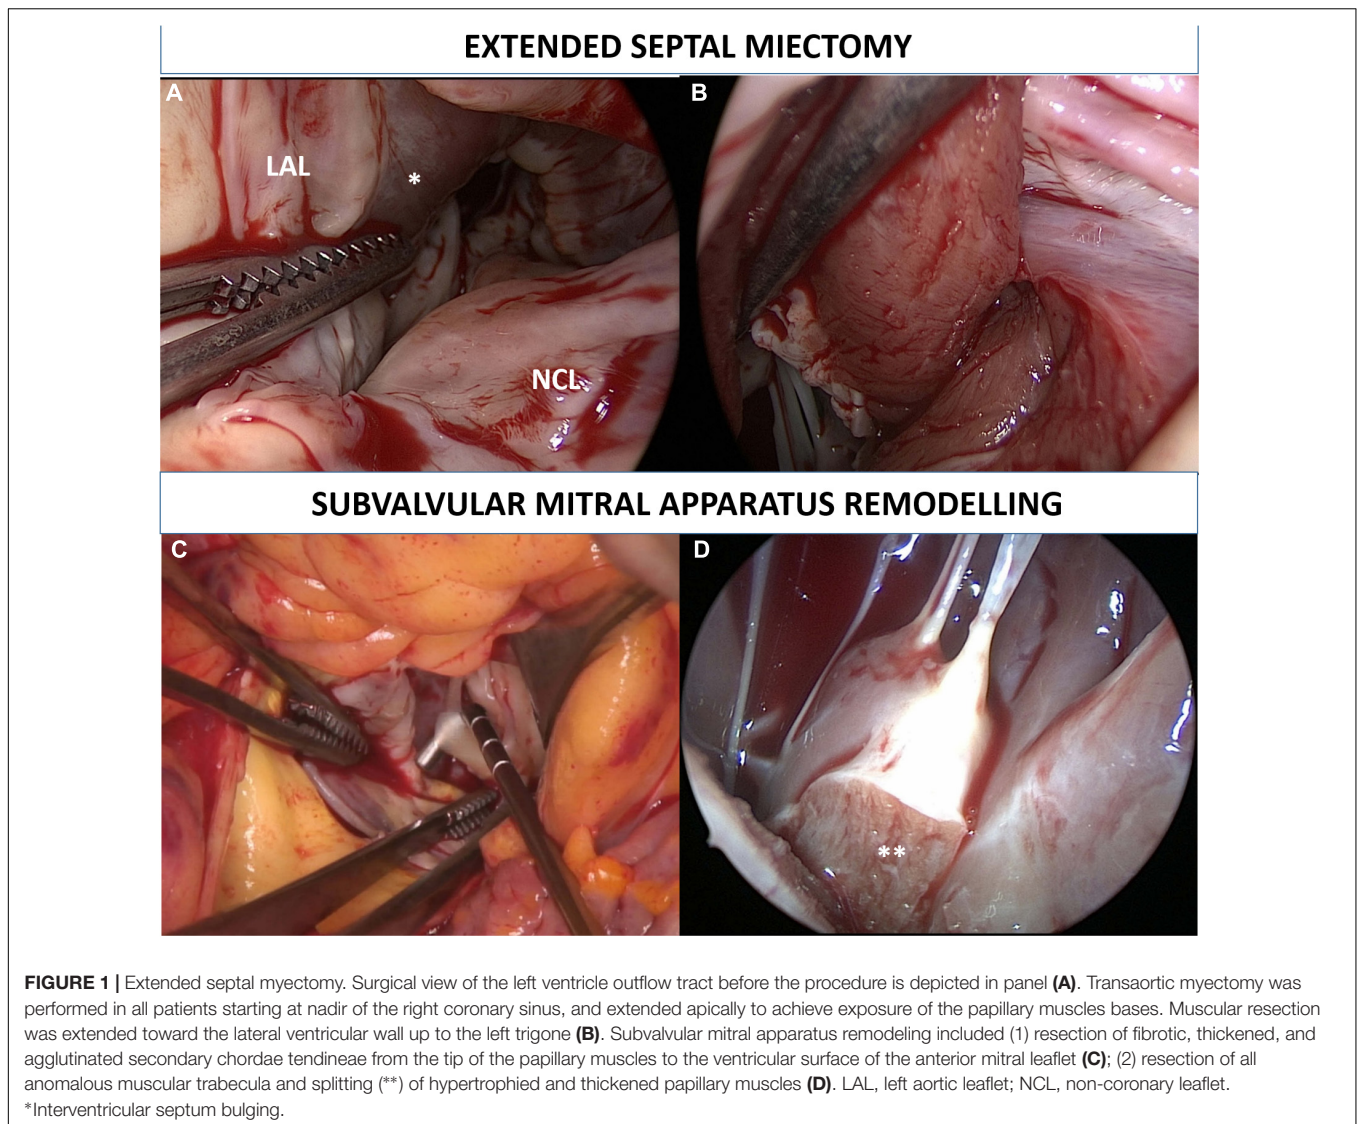 EXTENDED SEPTAL MIECTOMY
A
B
LAL
*
NCL
SUBVALVULAR MITRAL APPARATUS REMODELLING
C
D
**
FIGURE 1 | Extended septal myectomy. Surgical view of the left ventricle outflow tract before the procedure is depicted in panel (A). Transaortic myectomy was
performed in all patients starting at nadir of the right coronary sinus, and extended apically to achieve exposure of the papillary muscles bases. Muscular resection
was extended toward the lateral ventricular wall up to the left trigone (B). Subvalvular mitral apparatus remodeling included (1) resection of fibrotic, thickened, and
agglutinated secondary chordae tendineae from the tip of the papillary muscles to the ventricular surface of the anterior mitral leaflet (C); (2) resection of all
anomalous muscular trabecula and splitting (**) of hypertrophied and thickened papillary muscles (D). LAL, left aortic leaflet; NCL, non-coronary leaflet.
*Interventricular septum bulging.